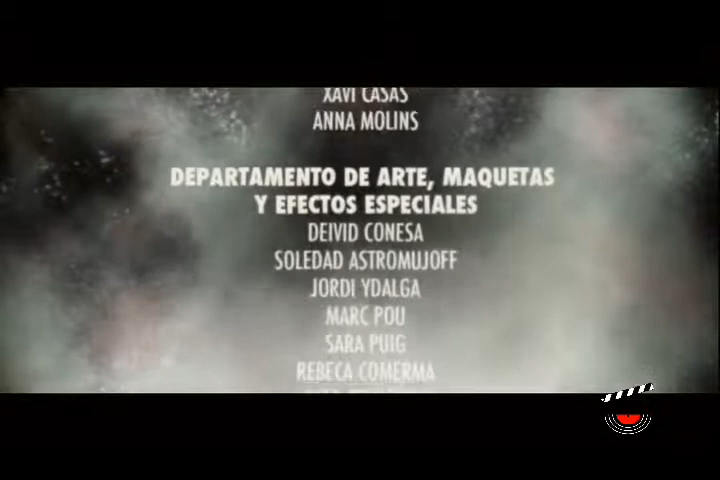 XAVI CASAS
ANNA MOLINS
DEPARTAMENTO DE ARTE, MAQUETAS
Y EFECTOS ESPECIALES
DEIVID CONESA
SOLEDAD ASTROMUJOFF
JORDI YDALGA
MARC POU
SARA PUIG
REBECA COMERMA